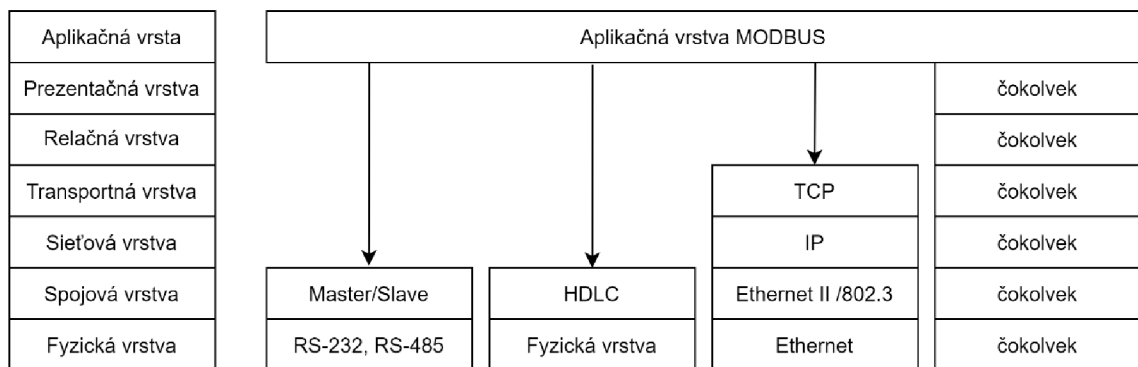 Aplikačná vrsta
Aplikačná vrstva MODBUS
Prezentačná vrstva
čokolvek
Relačná vrstva
čokolvek
Transportná vrstva
TCP
čokolvek
Sieťová vrstva
IP
čokolvek
Spojová vrstva
Master/Slave
HDLC
Ethernet II /802.3
čokolvek
Fyzická vrstva
RS-232, RS-485
Fyzická vrstva
Ethernet
čokolvek